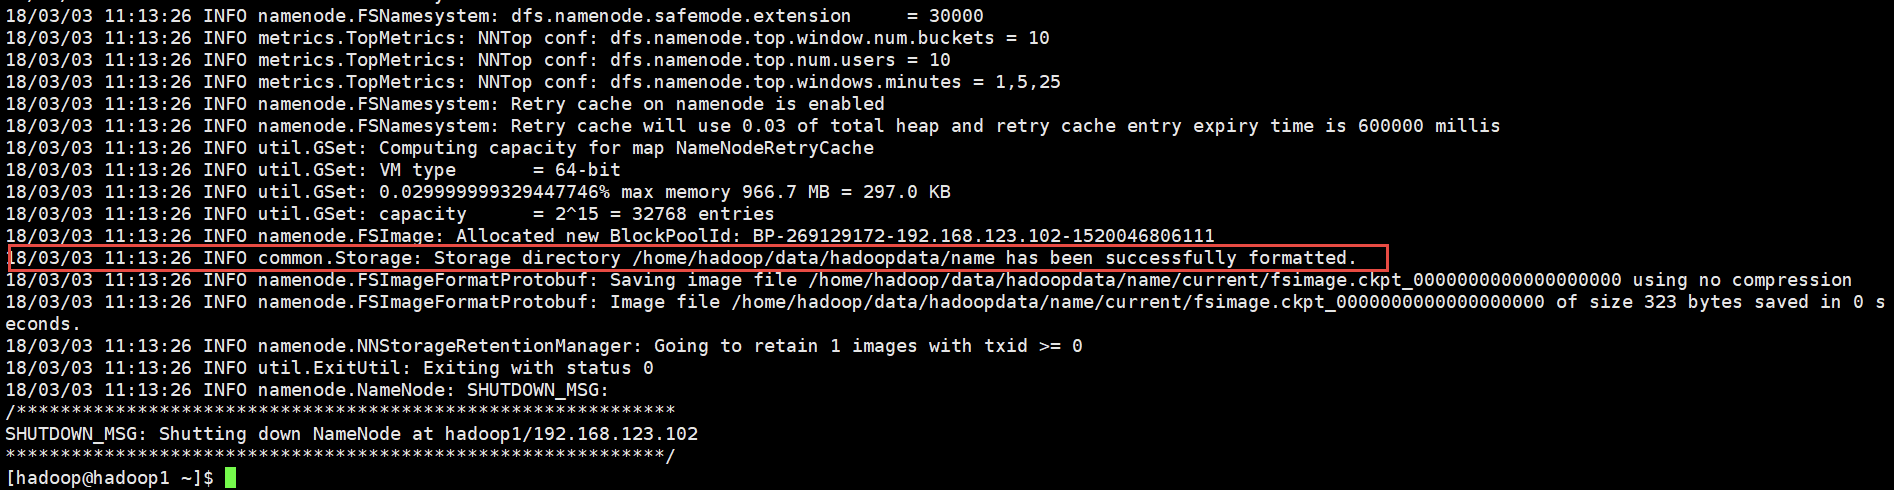 18/03/03 11:13:26 INFO namenode.FSNamesystem: dfs.namenode.safemode.extension     = 30000
18/03/03 11:13:26 INFO metrics.TopMetrics: NNTop conf: dfs.namenode.top.window.num.buckets = 10
18/03/03 11:13:26 INFO metrics.TopMetrics: NNTop conf: dfs.namenode.top.num.users = 10
18/03/03 11:13:26 INFO metrics.TopMetrics: NNTop conf: dfs.namenode.top.windows.minutes = 1,5,25
18/03/03 11:13:26 INFO namenode.FSNamesystem: Retry cache on namenode is enabled
18/03/03 11:13:26 INFO namenode.FSNamesystem: Retry cache will use 0.03 of total heap and retry cache entry expiry time is 600000 millis
18/03/03 11:13:26 INFO util.GSet: Computing capacity for map NameNodeRetryCache
18/03/03 11:13:26 INFO util.GSet: VM type       = 64-bit
18/03/03 11:13:26 INFO util.GSet: 0.029999999329447746% max memory 966.7 MB = 297.0 KB
18/03/03 11:13:26 INFO util.GSet: capacity      = 2^15 = 32768 entries
18/03/03 11:13:26 INFO namenode.FSImage: Allocated new BlockPoolId: BP-269129172-192.168.123.102-1520046806111
18/03/03 11:13:26 INFO common.Storage: Storage directory /home/hadoop/data/hadoopdata/name has been successfully formatted.
18/03/03 11:13:26 INFO namenode.FSImageFormatProtobuf: Saving image file /home/hadoop/data/hadoopdata/name/current/fsimage.ckpt_0000000000000000000 using no compression
18/03/03 11:13:26 INFO namenode.FSImageFormatProtobuf: Image file /home/hadoop/data/hadoopdata/name/current/fsimage.ckpt_0000000000000000000 of size 323 bytes saved in 0 s
econds.
18/03/03 11:13:26 INFO namenode.NNStorageRetentionManager: Going to retain 1 images with txid >= 0
18/03/03 11:13:26 INFO util.ExitUtil: Exiting with status 0
18/03/03 11:13:26 INFO namenode.NameNode: SHUTDOWN_MSG:
/************************************************************
SHUTDOWN_MSG: Shutting down NameNode at hadoop1/192.168.123.102
************************************************************/
[hadoop@hadoop1 ~]$